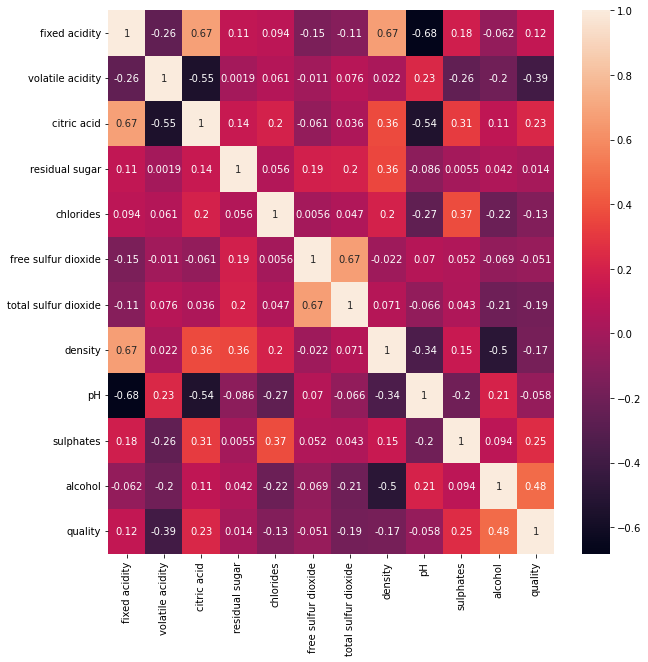 fixed acidity 1 -0.26 0.67 0.11 0.094 -0.15 -0.11 0.67 -0.68 0.18 -0.062 0.12
volatile acidity -0.26 1 -0.55 0.0019 0.061 -0.011 0.076 0.022 0.23 -0.26 -0.2 -0.39
citric acid 0.67 -0.55 1 0.14 0.2 -0.061 0.036 0.36 -0.54 0.31 0.11 0.23
residual sugar 0.11 0.0019 0.14 1 0.056 0.19 0.2 0.36 -0.086 0.0055 0.042 0.014
chlorides 0.094 0.061 0.2 0.056 1 0.0056 0.047 0.2 -0.27 0.37 -0.22 -0.13
free sulfur dioxide -0.15 -0.011 -0.061 0.19 0.0056 1 0.67 -0.022 0.07 0.052 -0.069 -0.051
total sulfur dioxide -0.11 0.076 0.036 0.2 0.047 0.67 1 0.071 -0.066 0.043 -0.21 -0.19
density 0.67 0.022 0.36 0.36 0.2 -0.022 0.071 1 -0.34 0.15 -0.5 -0.17
pH -0.68 0.23 -0.54 -0.086 -0.27 0.07 -0.066 -0.34 1 -0.2 0.21 -0.058
sulphates 0.18 -0.26 0.31 0.0055 0.37 0.052 0.043 0.15 -0.2 1 0.094 0.25
alcohol -0.062 -0.2 0.11 0.042 -0.22 -0.069 -0.21 -0.5 0.21 0.094 1 0.48
quality 0.12 -0.39 0.23 0.014 -0.13 -0.051 -0.19 -0.17 -0.058 0.25 0.48 1
fixed acidity
volatile acidity
citric acid
residual sugar
chlorides
free sulfur dioxide
total sulfur dioxide
density
pH
sulphates
alcohol
quality
1.0
0.8
0.6
0.4
0.2
0.0
−0.2
−0.4
−0.6